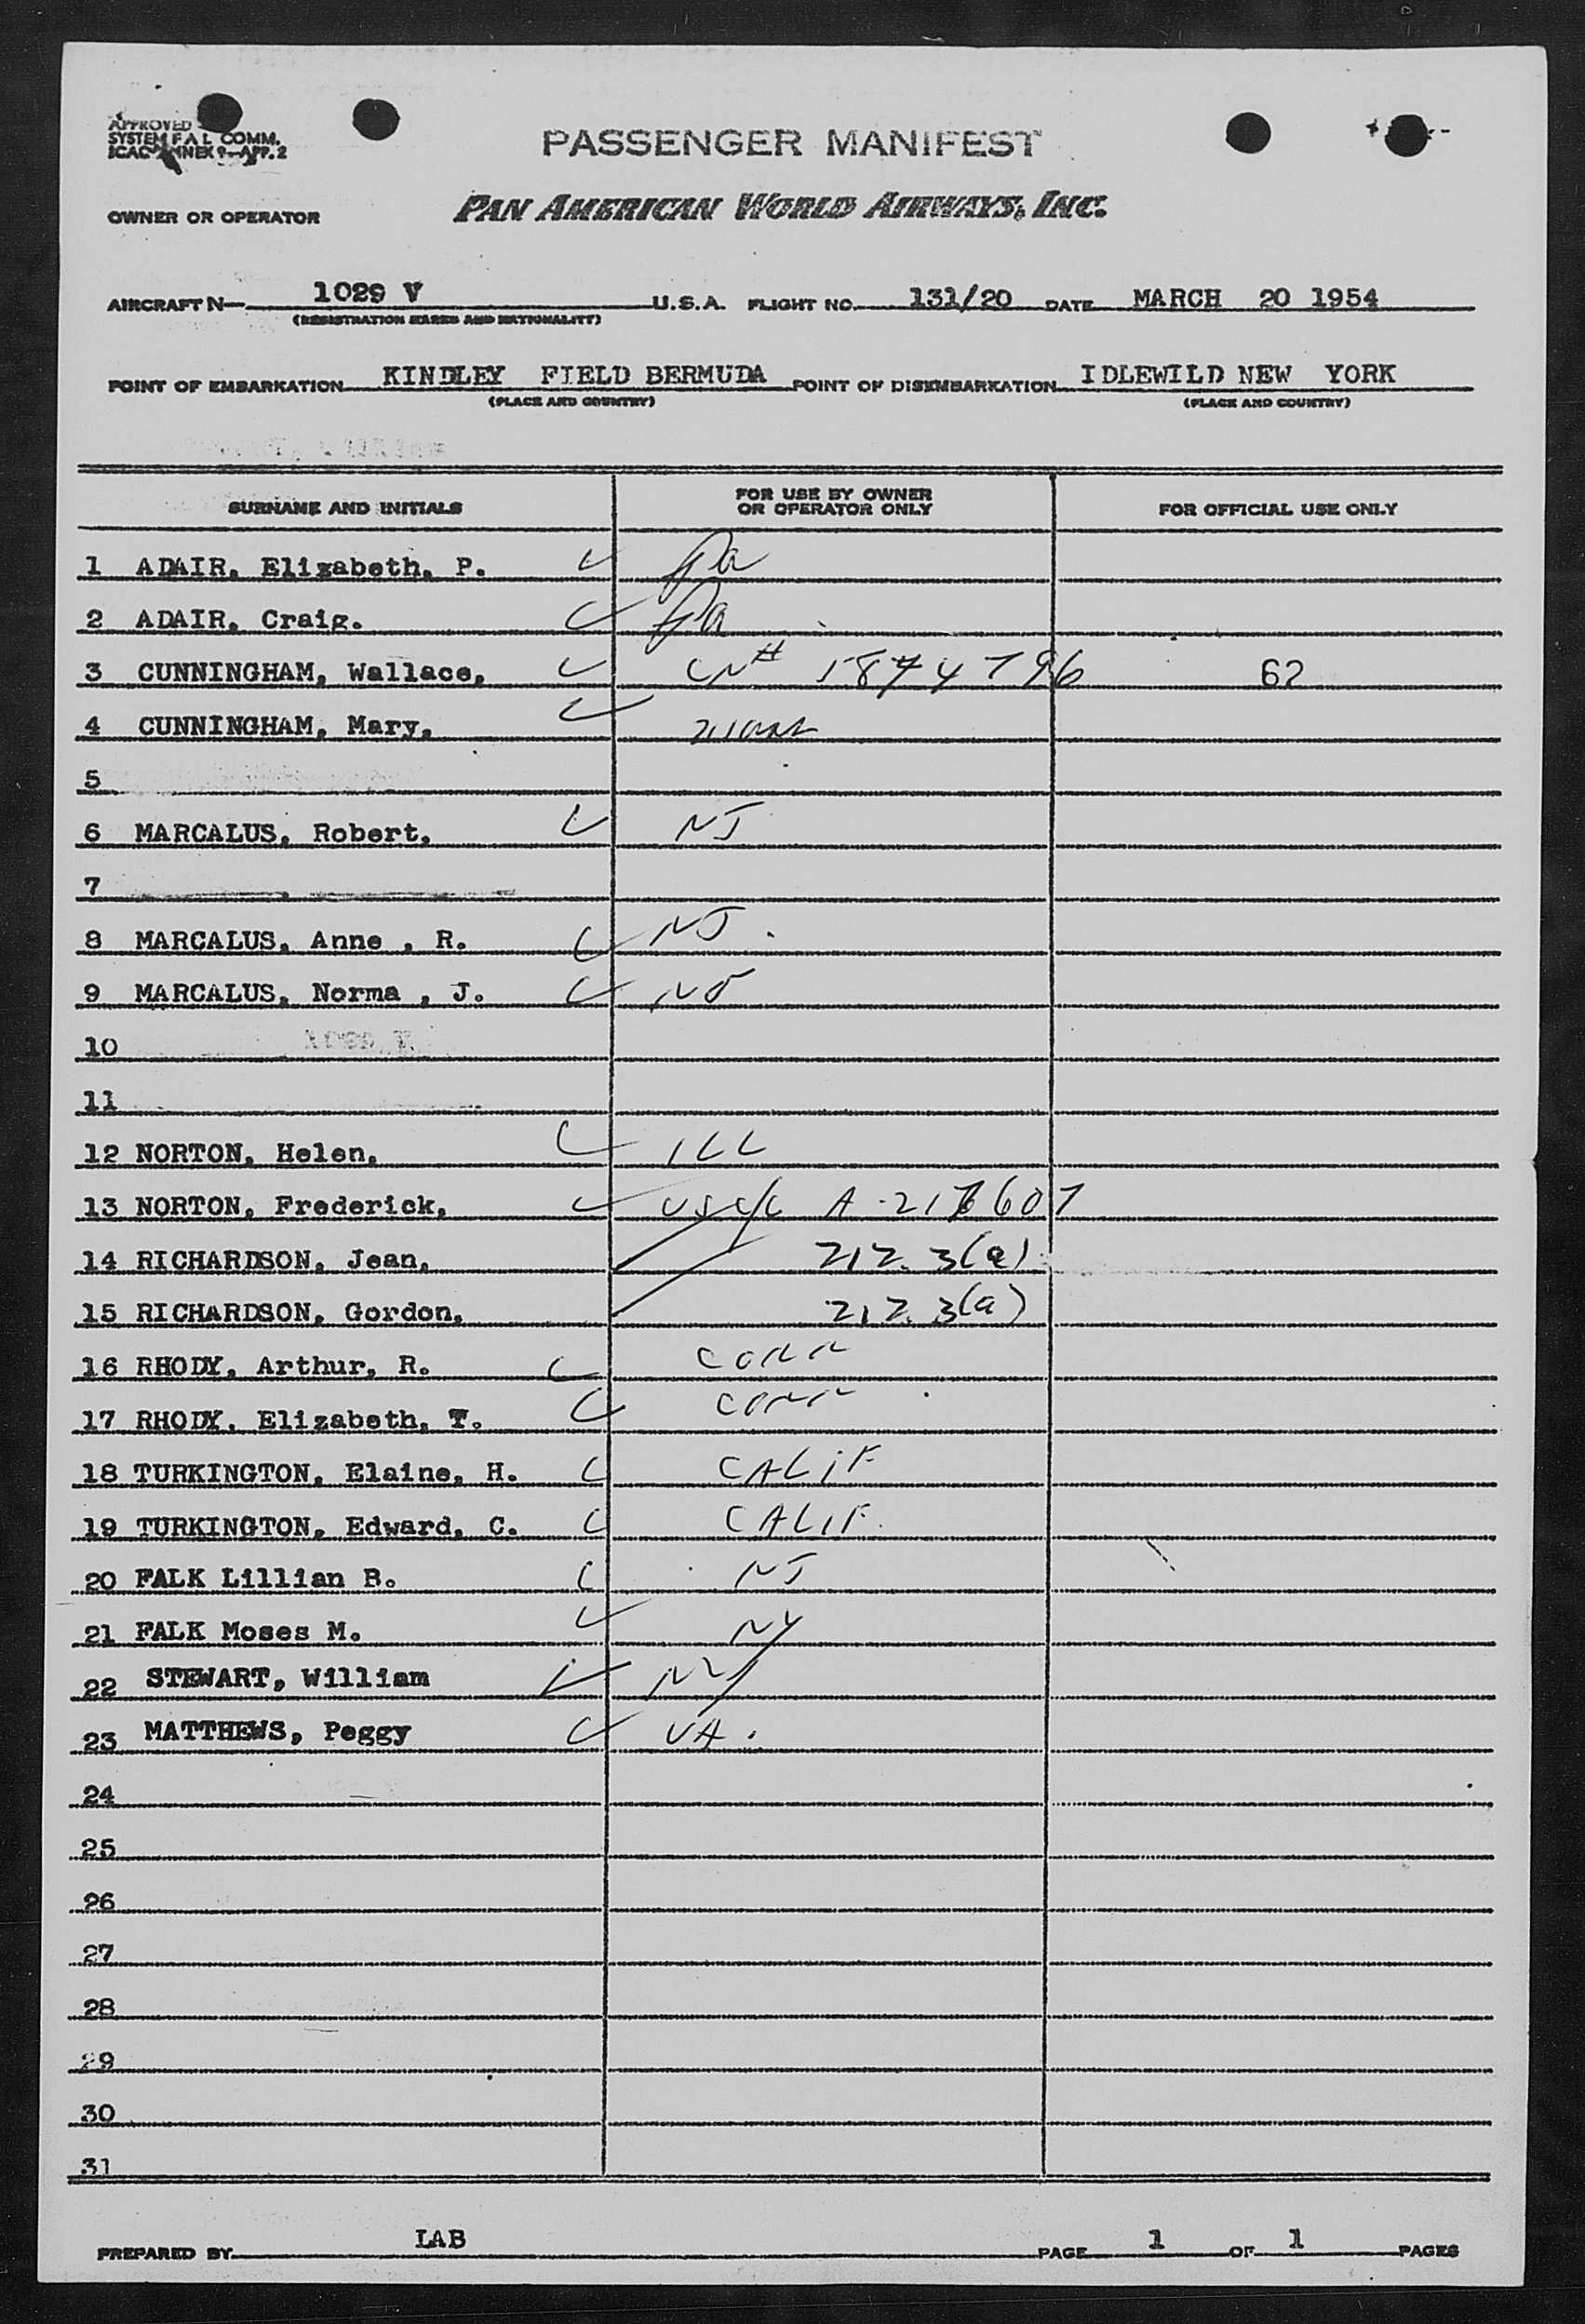 APPROVED
SYSTEM F A L COMM.
ICAO ANNEX 9-APP. 2
PASSENGER MANIFEST
OWNER OR OPERATOR PAN AMERICAN WORLD AIRWAYS, INC.
AIRCRAFT N- 1029 V U.S.A. FLIGHT NO. 131/20 DATE MARCH 20 1954
(REGISTRATION MARKS AND NATIONALITY)
POINT OF EMBARKATION KINDLEY FIELD BERMUDA POINT OF DISEMBARKATION IDLEWILD NEW YORK
(PLACE AND COUNTRY) (PLACE AND COUNTRY)
SURNAME AND INITIALS FOR USE BY OWNER OR OPERATOR ONLY FOR OFFICIAL USE ONLY
1 ADAIR, Elizabeth, P. Pa
2 ADAIR, Craig. Pa
3 CUNNINGHAM, Wallace, CN# 5874796 62
4 CUNNINGHAM, Mary,
5
6 MARCALUS, Robert, NJ
7
8 MARCALUS, Anne , R. NJ.
9 MARCALUS, Norma , J. NJ
10
11
12 NORTON, Helen, ILL
13 NORTON, Frederick, USC/C A-
14 RICHARDSON, Jean, 212.3(a)
15 RICHARDSON, Gordon, 212.3(a)
16 RHODY, Arthur, R. CONN
17 RHODY, Elizabeth, T. CONN
18 TURKINGTON, Elaine, H. CALIF
19 TURKINGTON, Edward, C. CALIF.
20 FALK Lillian B. NJ
21 FALK Moses M. NY
22 STEWART, William NY
23 MATTHEWS, Peggy VA.
24
25
26
27
28
29
30
31
PREPARED BY LAB PAGE 1 OF 1 PAGES